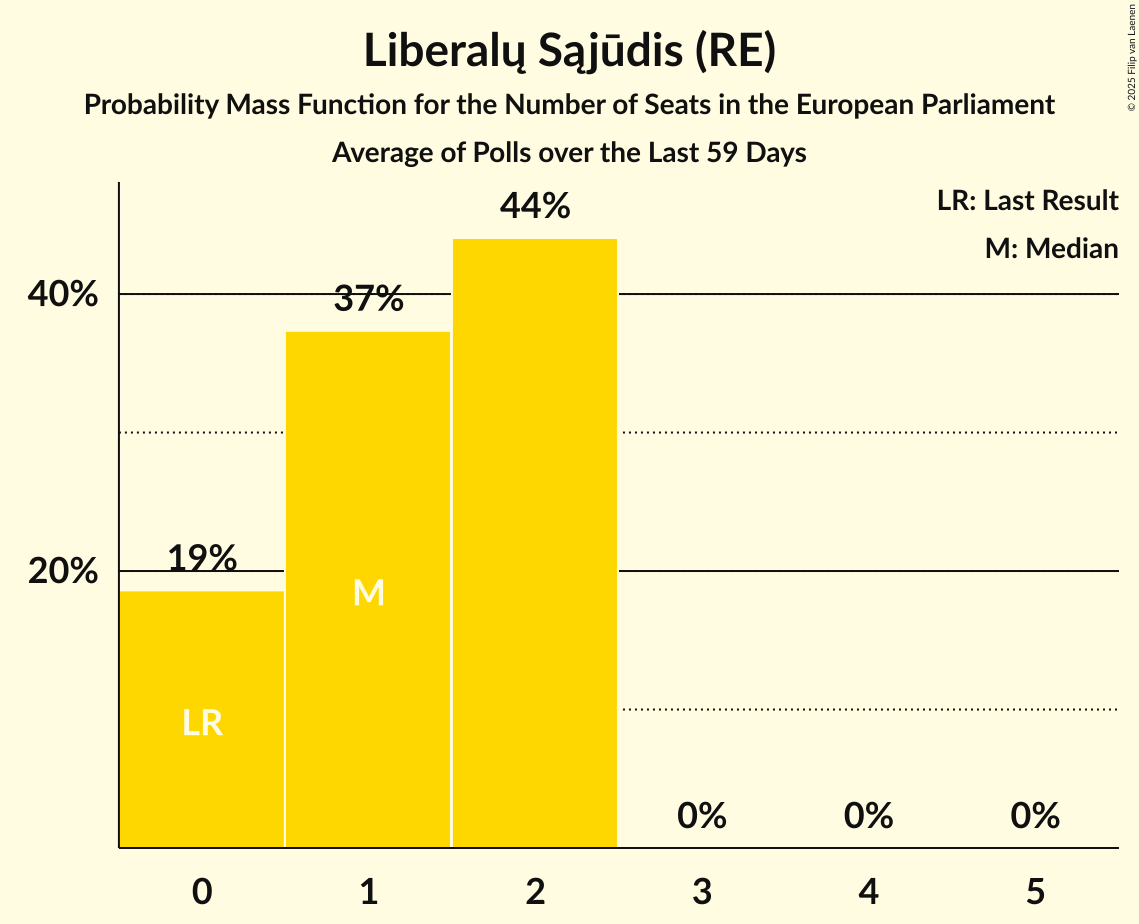 Liberalų Sąjūdis (RE)
Probability Mass Function for the Number of Seats in the European Parliament
Average of Polls over the Last 59 Days
© 2025 Filip van Laenen
LR: Last Result
M: Median
44%
40%
37%
20%
19%
M
LR
0%
0%
0%
0
1
2
3
4
5